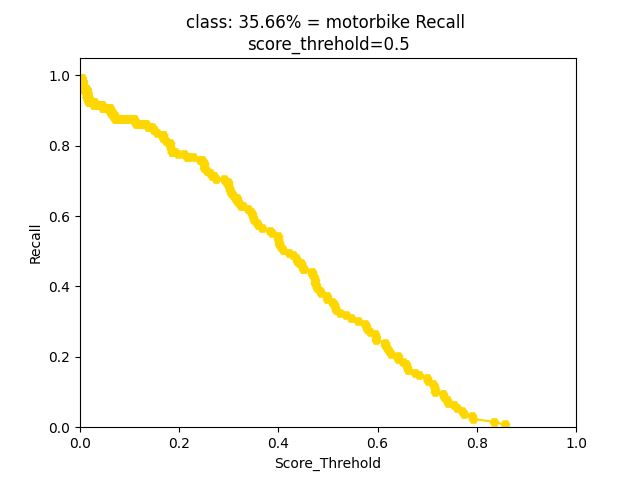 class: 35.66% = motorbike Recall
score_threhold=0.5
1.0
0.8
0.6
0.4
0.2
0.0
Recall
0.0 0.2 0.4 0.6 0.8 1.0
Score_Threhold